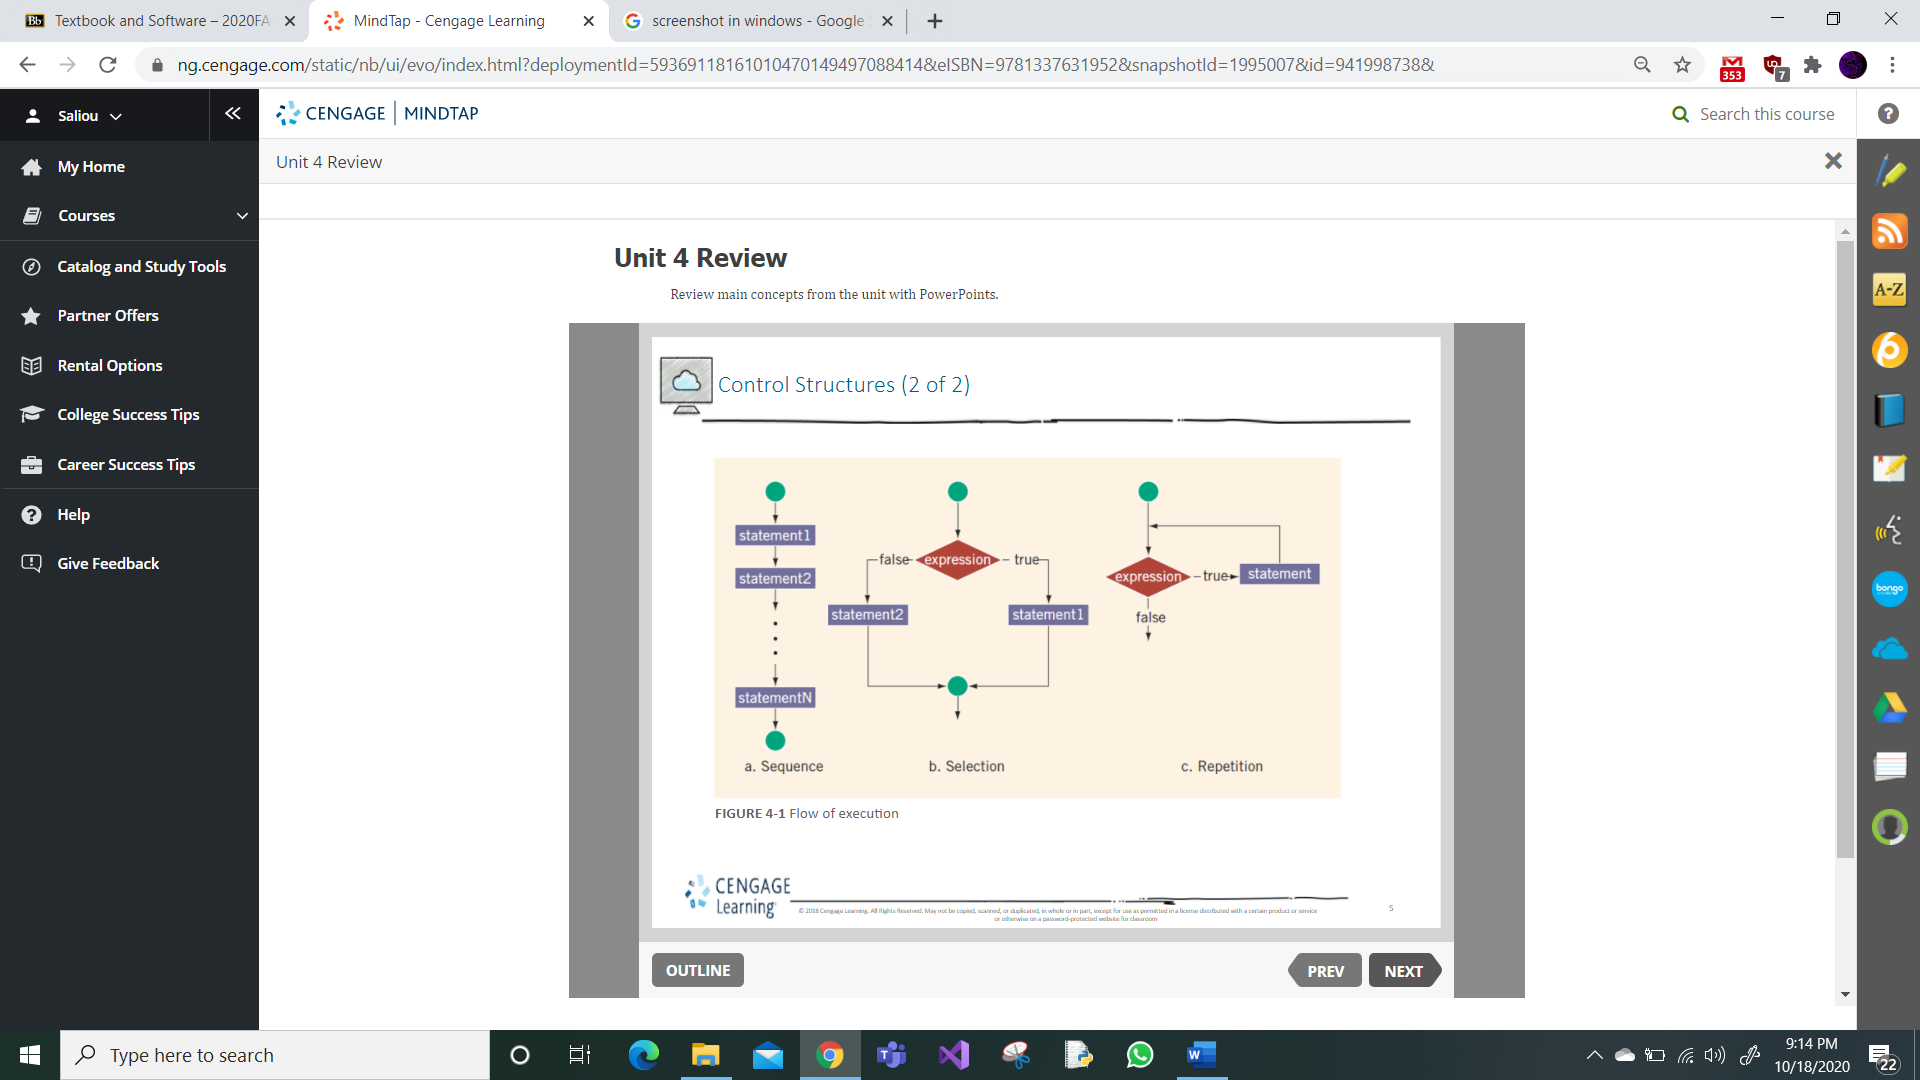 Textbook and Software – 2020FA
MindTap - Cengage Learning
screenshot in windows - Google
ng.cengage.com/static/nb/ui/evo/index.html?deploymentId=59369118161010470149497088414&eISBN=9781337631952&snapshotId=1995007&id=941998738&
353
7
Saliou
CENGAGE | MINDTAP
Search this course
My Home
Unit 4 Review
Courses
Catalog and Study Tools
Partner Offers
Rental Options
College Success Tips
Career Success Tips
Help
Give Feedback
Unit 4 Review
Review main concepts from the unit with PowerPoints.
Control Structures (2 of 2)
statement1
statement2
statementN
a. Sequence
false
expression
true
statement2
statement1
b. Selection
expression
true
statement
false
c. Repetition
FIGURE 4-1 Flow of execution
CENGAGE
Learning
© 2018 Cengage Learning. All Rights Reserved. May not be copied, scanned, or duplicated, in whole or in part, except for use as permitted in a license distributed with a certain product or service
or otherwise on a password-protected website for classroom
5
OUTLINE
PREV
NEXT
A-Z
bongo
Type here to search
9:14 PM
10/18/2020
22